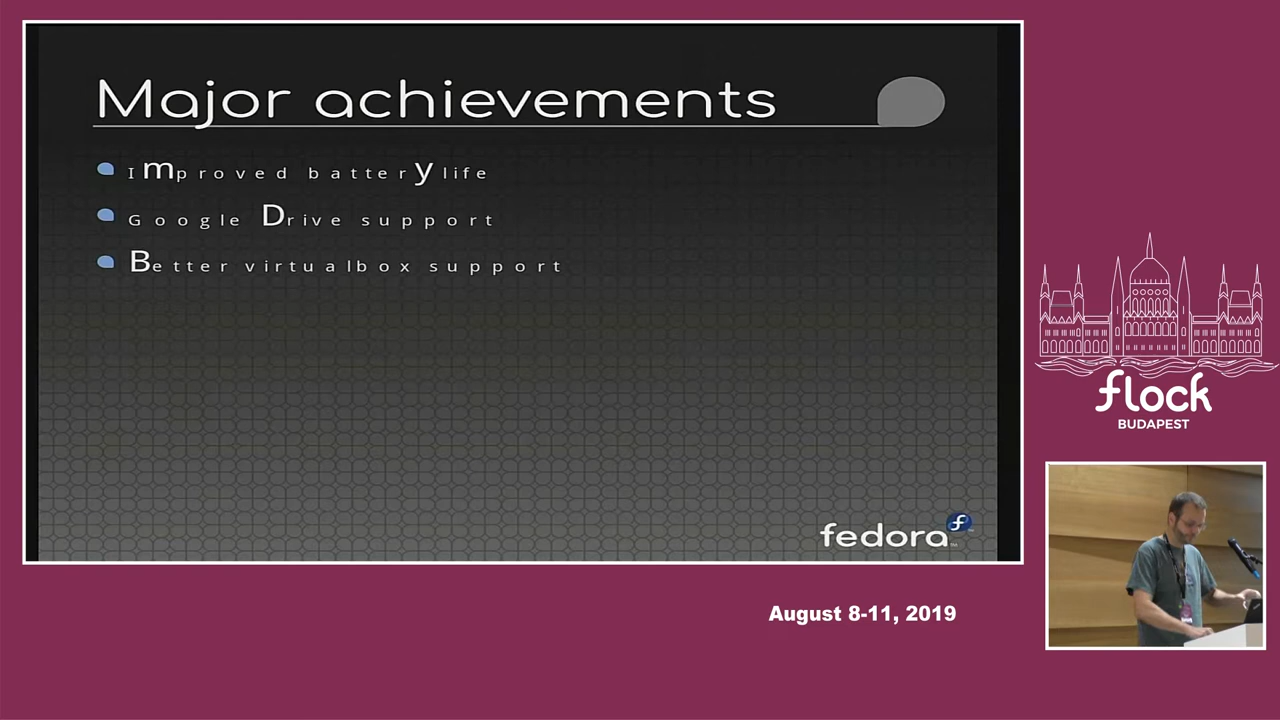 Major achievements
Improved battery life
Google Drive support
Better virtualbox support
fedora
flock
BUDAPEST
August 8-11, 2019